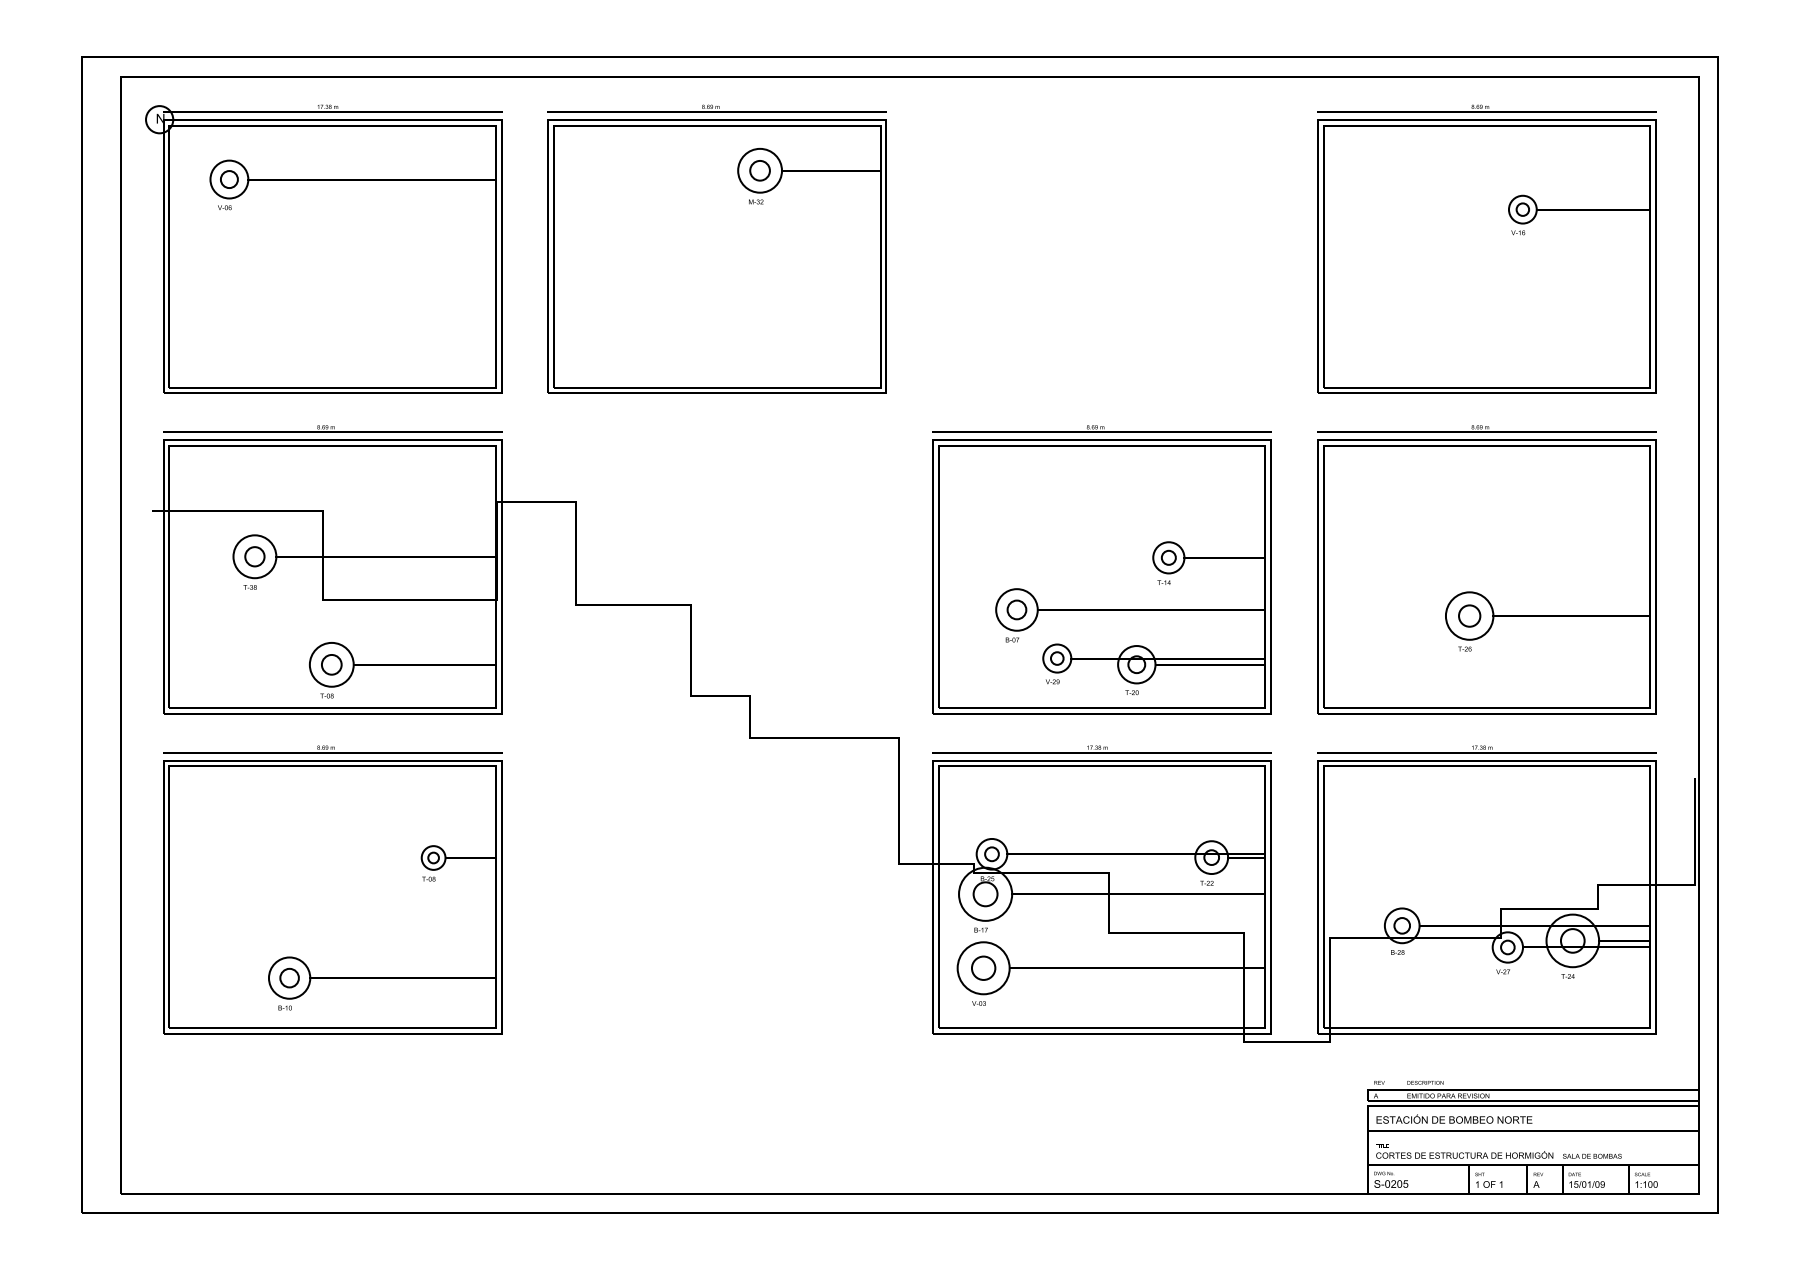 17.38 m
8.69 m
8.69 m
N
V-06
M-32
V-16
8.69 m
8.69 m
8.69 m
T-38
T-14
B-07
T-26
V-29
T-20
T-08
8.69 m
17.38 m
17.38 m
T-08
B-25
T-22
B-17
B-28
V-27
T-24
V-03
B-10
REV DESCRIPTION
A EMITIDO PARA REVISION
ESTACIÓN DE BOMBEO NORTE
TITLE
CORTES DE ESTRUCTURA DE HORMIGÓN SALA DE BOMBAS
DWG No. SHT REV DATE SCALE
S-0205 1 OF 1 A 15/01/09 1:100